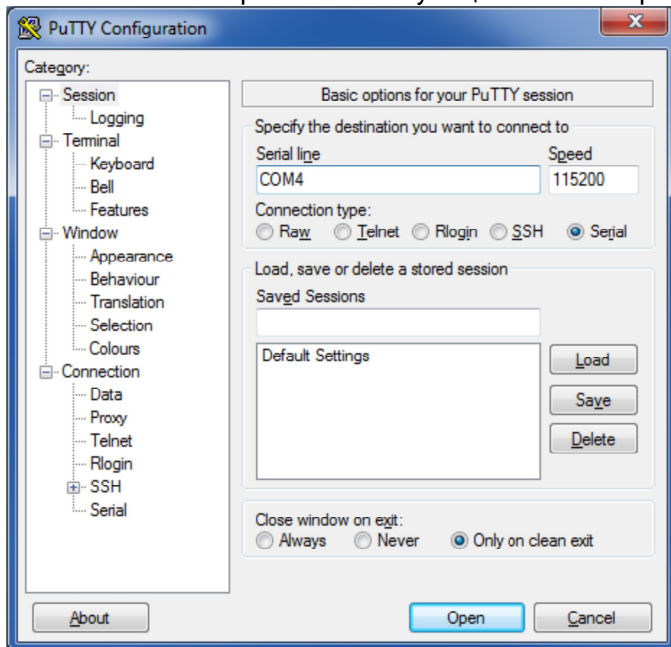 PuTTY Configuration
Category:
Session
Logging
Terminal
Keyboard
Bell
Features
Window
Appearance
Behaviour
Translation
Selection
Colours
Connection
Data
Proxy
Telnet
Rlogin
SSH
Serial
Basic options for your PuTTY session
Specify the destination you want to connect to
Serial line Speed
COM4 115200
Connection type:
Raw Telnet Rlogin SSH Serial
Load, save or delete a stored session
Saved Sessions
Default Settings
Load
Save
Delete
Close window on exit:
Always Never Only on clean exit
About Open Cancel